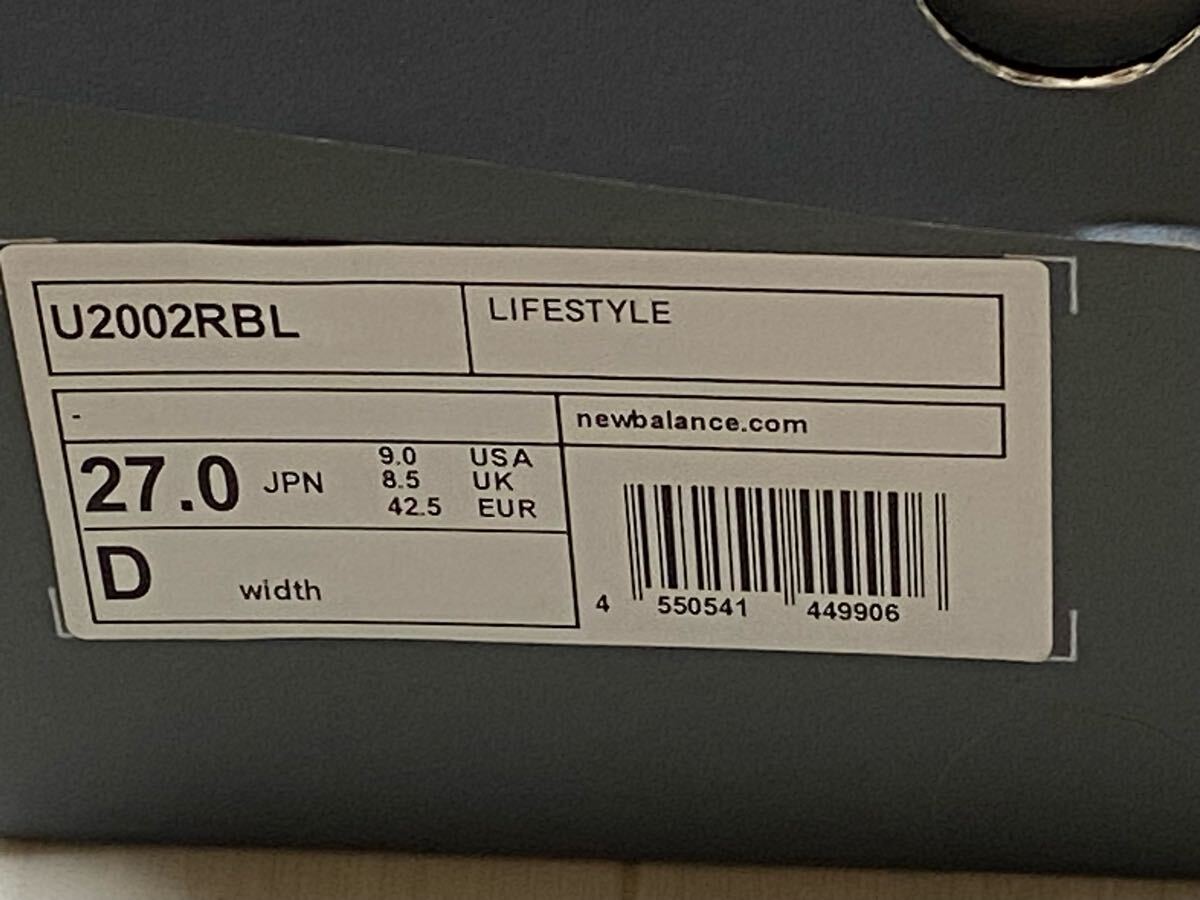 U2002RBL
LIFESTYLE
-
newbalance.com
27.0 JPN
9.0 USA
8.5 UK
42.5 EUR
D width
4 550541 449906